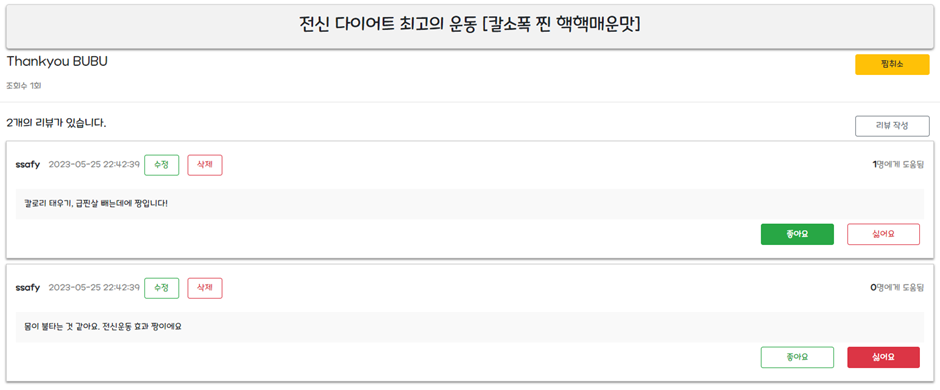 전신 다이어트 최고의 운동 [칼소폭 찐 핵핵매운맛]
Thankyou BUBU
찜취소
조회수 1회
2개의 리뷰가 있습니다.
리뷰 작성
ssafy 2023-05-25 22:42:39 수정 삭제 1명에게 도움됨
칼로리 태우기, 급찐살 빼는데에 짱입니다!
좋아요 싫어요
ssafy 2023-05-25 22:42:39 수정 삭제 0명에게 도움됨
몸이 불타는 것 같아요. 전신운동 효과 짱이에요
좋아요 싫어요